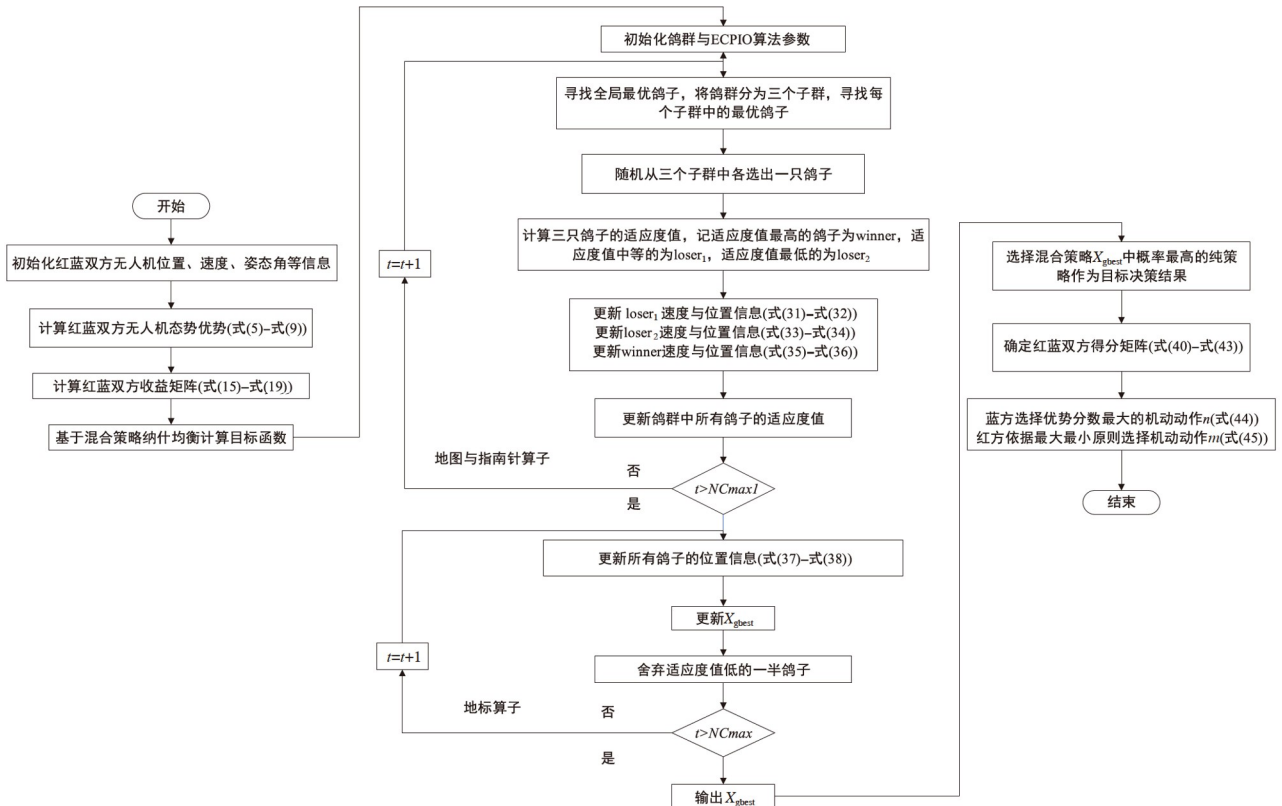 开始
初始化红蓝双方无人机位置、速度、姿态角等信息
计算红蓝双方无人机态势优势(式(5)–式(9))
计算红蓝双方收益矩阵(式(15)–式(19))
基于混合策略纳什均衡计算目标函数
初始化鸽群与ECPIO算法参数
寻找全局最优鸽子，将鸽群分为三个子群，寻找每
个子群中的最优鸽子
随机从三个子群中各选出一只鸽子
计算三只鸽子的适应度值，记适应度值最高的鸽子为winner，适
应度值中等的为loser₁，适应度值最低的为loser₂
更新 loser₁速度与位置信息(式(31)–式(32))
更新loser₂速度与位置信息(式(33)–式(34))
更新winner速度与位置信息(式(35)–式(36))
更新鸽群中所有鸽子的适应度值
t=t+1
地图与指南针算子
否
t>NCmax1
是
更新所有鸽子的位置信息(式(37)–式(38))
更新Xgbest
t=t+1
舍弃适应度值低的一半鸽子
地标算子
否
t>NCmax
是
输出Xgbest
选择混合策略Xgbest中概率最高的纯策
略作为目标决策结果
确定红蓝双方得分矩阵(式(40)–式(43))
蓝方选择优势分数最大的机动动作n(式(44))
红方依据最大最小原则选择机动动作m(式(45))
结束